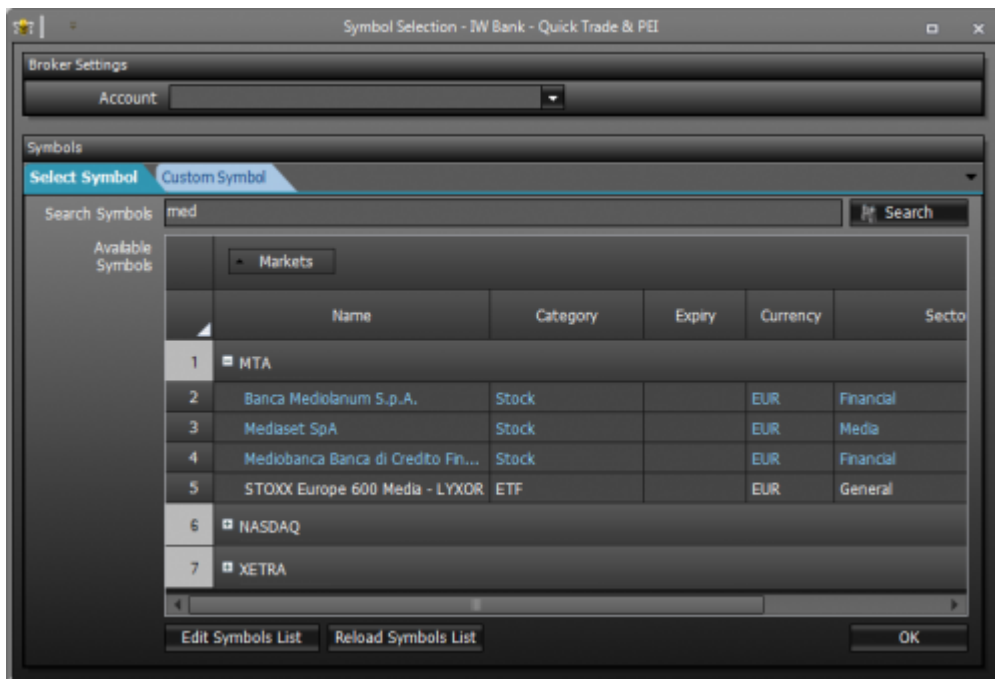 Symbol Selection - IW Bank - Quick Trade & PEI
Broker Settings
Account
Symbols
Select Symbol Custom Symbol
Search Symbols med Search
Available Symbols
Markets
Name Category Expiry Currency Secto
1 MTA
2 Banca Mediolanum S.p.A. Stock EUR Financial
3 Mediaset SpA Stock EUR Media
4 Mediobanca Banca di Credito Fin... Stock EUR Financial
5 STOXX Europe 600 Media - LYXOR ETF EUR General
6 NASDAQ
7 XETRA
Edit Symbols List Reload Symbols List OK